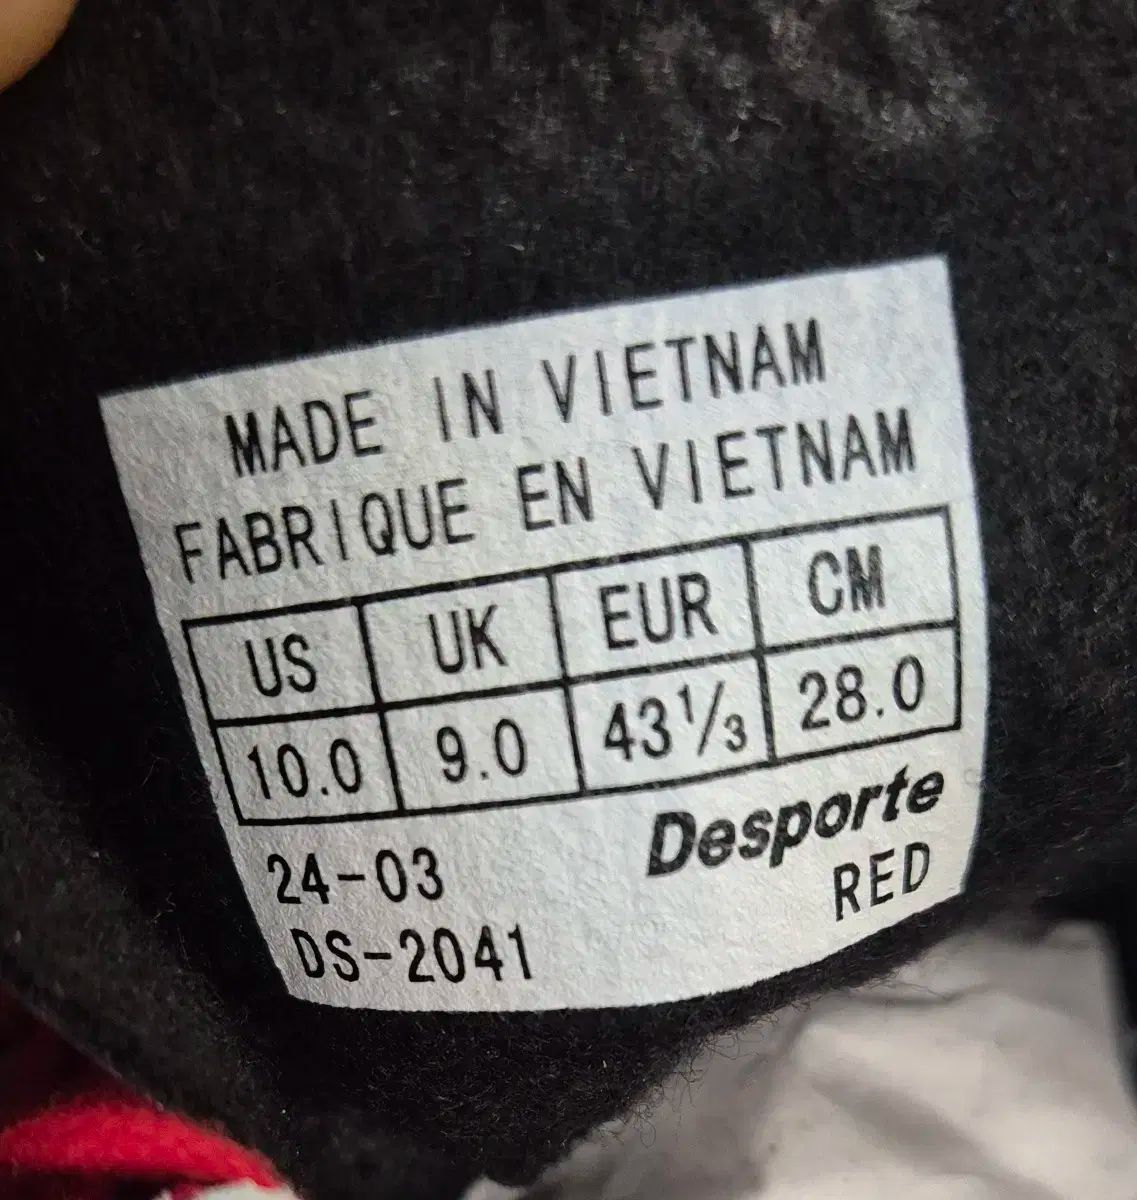 MADE IN VIETNAM
FABRIQUE EN VIETNAM
US UK EUR CM
10.0 9.0 43⅓ 28.0
Desporte
24-03 RED
DS-2041